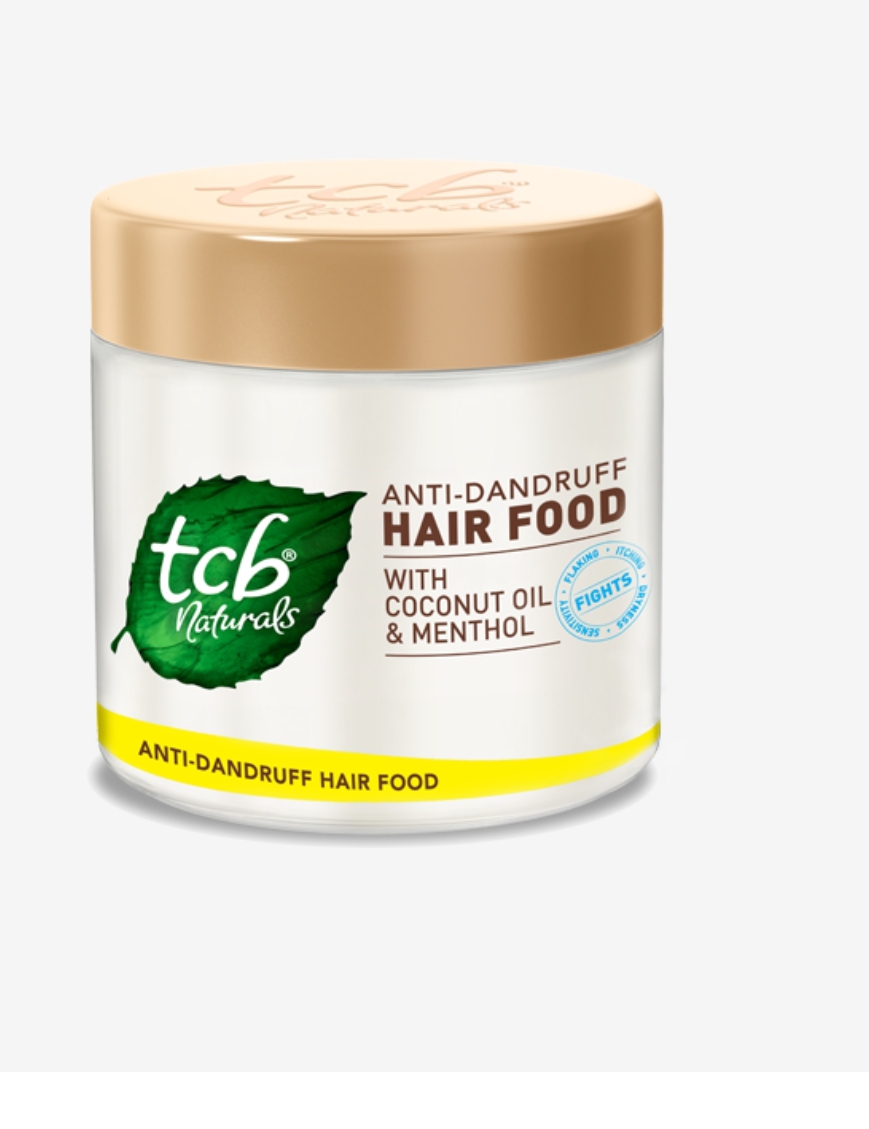 tcb
Naturals
ANTI-DANDRUFF
HAIR FOOD
WITH
COCONUT OIL
& MENTHOL
FLAKING • ITCHING • DRYNESS • SENSITIVITY •
FIGHTS
tcb®
Naturals
ANTI-DANDRUFF HAIR FOOD